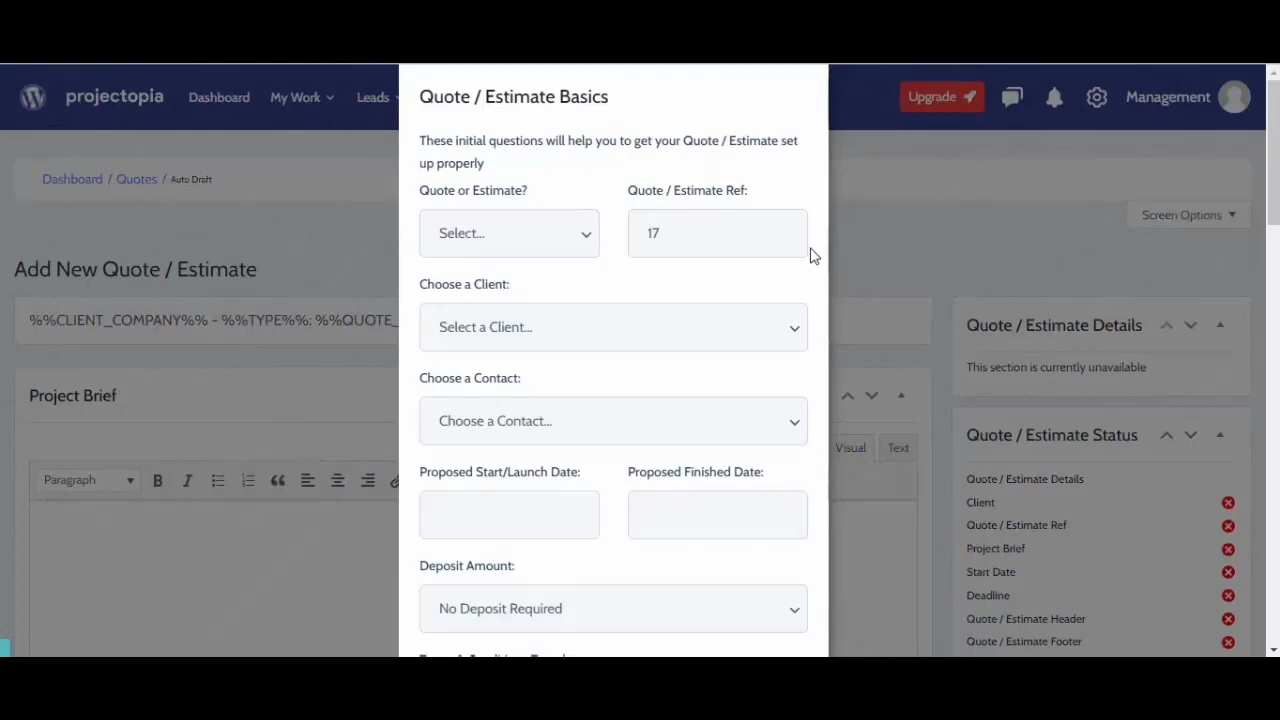 projectopia
Dashboard
My Work
Leads
Upgrade
Management
Dashboard / Quotes / Auto Draft
Screen Options
Add New Quote / Estimate
%%CLIENT_COMPANY%% - %%TYPE%%: %%QUOTE_
Project Brief
Visual
Text
Paragraph
B
I
Quote / Estimate Basics
These initial questions will help you to get your Quote / Estimate set
up properly
Quote or Estimate?
Quote / Estimate Ref:
Select...
17
Choose a Client:
Select a Client...
Choose a Contact:
Choose a Contact...
Proposed Start/Launch Date:
Proposed Finished Date:
Deposit Amount:
No Deposit Required
Quote / Estimate Details
This section is currently unavailable
Quote / Estimate Status
Quote / Estimate Details
Client
Quote / Estimate Ref
Project Brief
Start Date
Deadline
Quote / Estimate Header
Quote / Estimate Footer